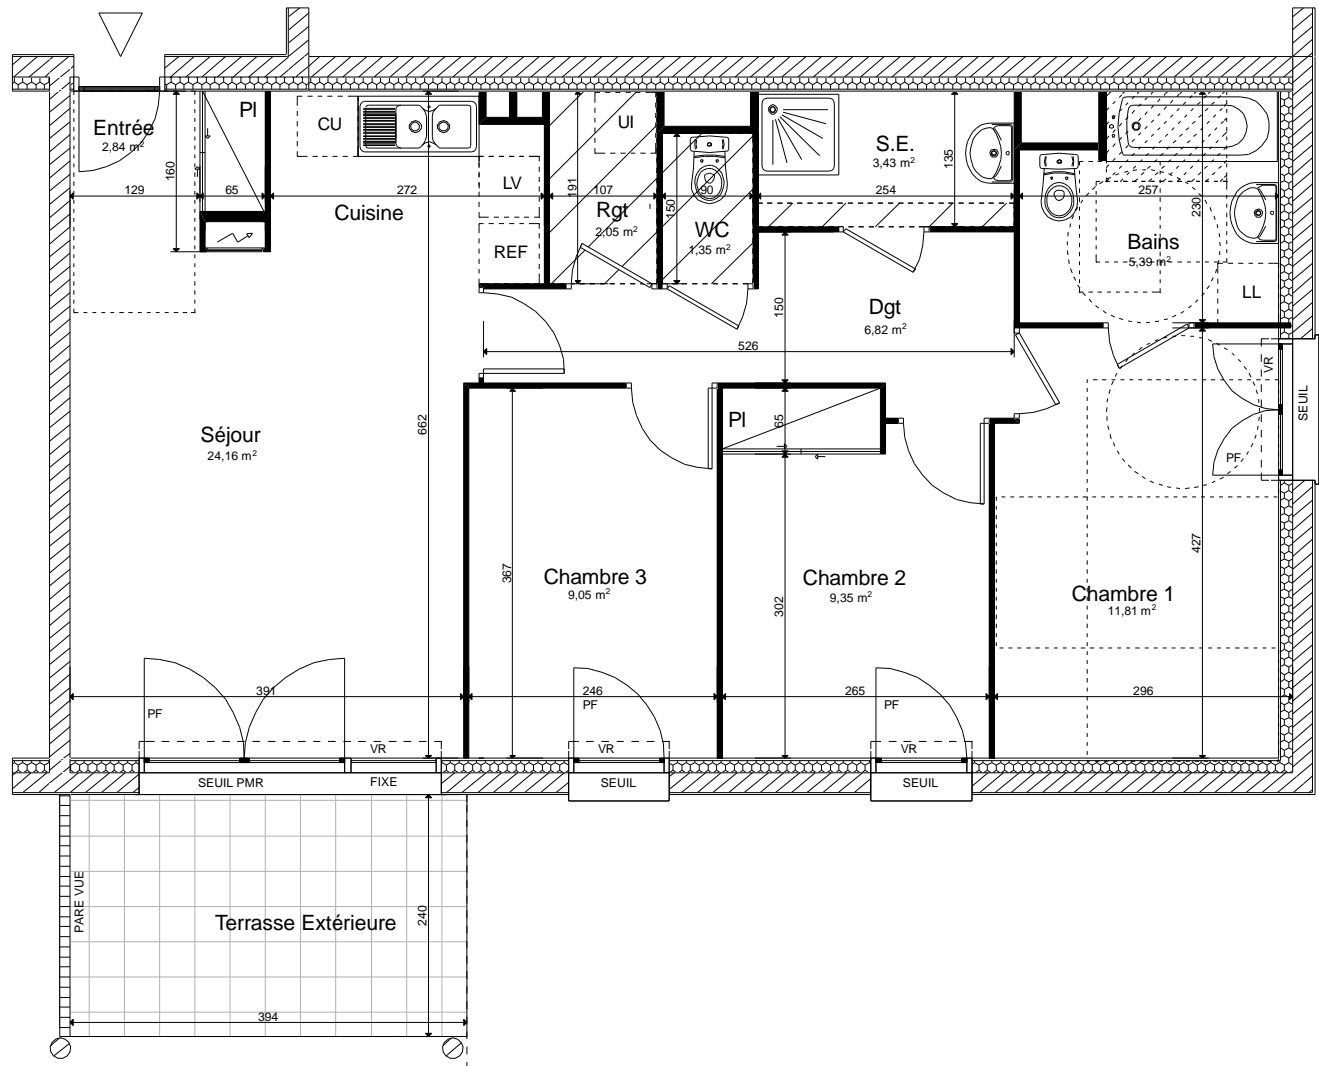 Entrée
2,84 m²
160
129
65
Pl
CU
272
Cuisine
LV
REF
191
UI
107
Rgt
2,05 m²
90
150
WC
1,35 m²
S.E.
3,43 m²
135
254
257
230
Bains
5,39 m²
LL
150
Dgt
6,82 m²
526
VR
SEUIL
PF
Séjour
24,16 m²
662
Pl
65
367
Chambre 3
9,05 m²
302
Chambre 2
9,35 m²
427
Chambre 1
11,81 m²
391
246
265
296
PF
PF
PF
VR
VR
VR
SEUIL PMR
FIXE
SEUIL
SEUIL
PARE VUE
Terrasse Extérieure
240
394